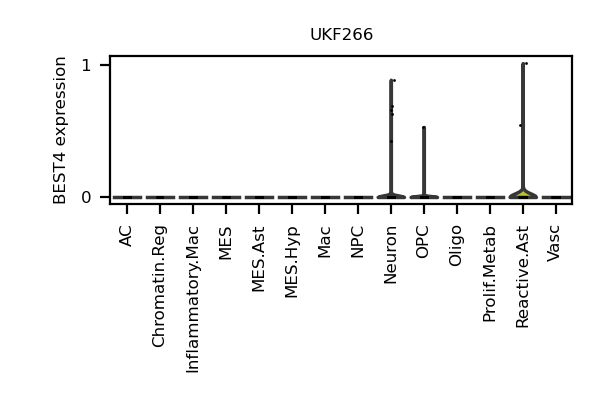 UKF266
BEST4 expression
1
0
AC
Chromatin.Reg
Inflammatory.Mac
MES
MES.Ast
MES.Hyp
Mac
NPC
Neuron
OPC
Oligo
Prolif.Metab
Reactive.Ast
Vasc